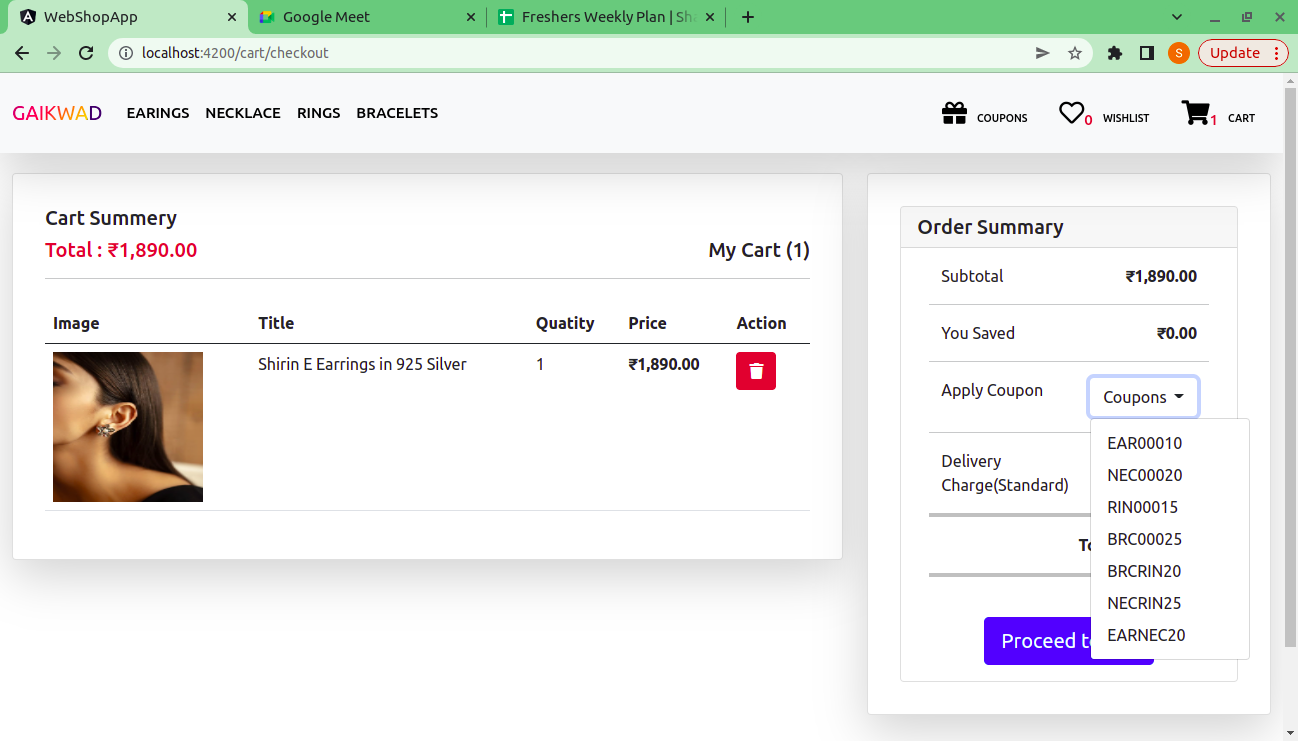 WebShopApp
Google Meet
Freshers Weekly Plan | Sh
localhost:4200/cart/checkout
S
Update
GAIKWAD
EARINGS
NECKLACE
RINGS
BRACELETS
COUPONS
0
WISHLIST
1
CART
Cart Summery
Total : ₹1,890.00
My Cart (1)
Image Title Quatity Price Action
Shirin E Earrings in 925 Silver 1 ₹1,890.00
Order Summary
Subtotal ₹1,890.00
You Saved ₹0.00
Apply Coupon Coupons
EAR00010
NEC00020
RIN00015
BRC00025
BRCRIN20
NECRIN25
EARNEC20
Delivery
Charge(Standard)
Proceed